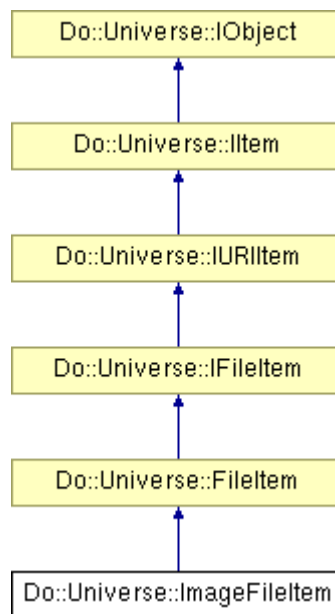 Do::Universe::IObject
Do::Universe::IItem
Do::Universe::IURIItem
Do::Universe::IFileItem
Do::Universe::FileItem
Do::Universe::ImageFileItem